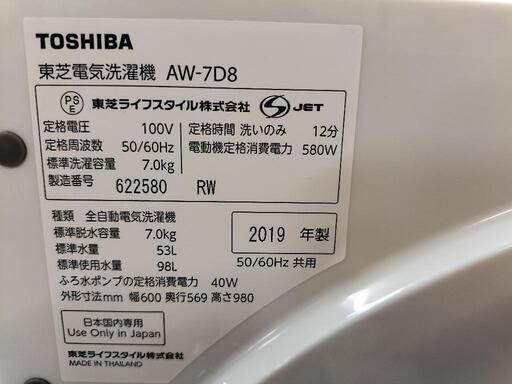 TOSHIBA
東芝電気洗濯機 AW-7D8
PS E 東芝ライフスタイル株式会社 S JET
定格電圧 100V 定格時間 洗いのみ 12分
定格周波数 50/60Hz 電動機定格消費電力 580W
標準洗濯容量 7.0kg
製造番号 622580 RW
種類 全自動電気洗濯機
標準脱水容量 7.0kg 2019 年製
標準水量 53L
標準使用水量 98L 50/60Hz 共用
ふろ水ポンプの定格消費電力 40W
外形寸法mm 幅600 奥行569 高さ980
日本国内専用
Use Only in Japan
東芝ライフスタイル株式会社
MADE IN THAILAND